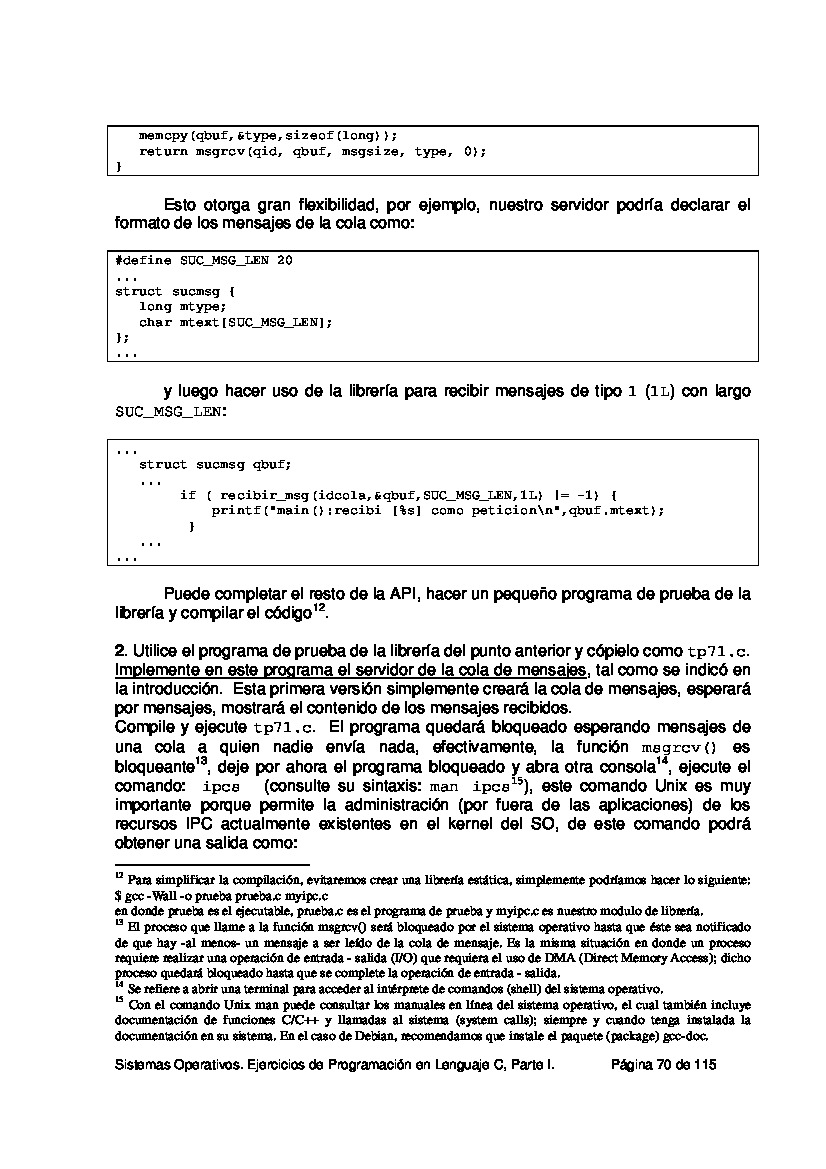 memcpy(qbuf,&type,sizeof(long));
return msgrcv(qid, qbuf, msgsize, type, 0);
}
Esto otorga gran flexibilidad, por ejemplo, nuestro servidor podría declarar el
formato de los mensajes de la cola como:
#define SUC_MSG_LEN 20
...
struct sucmsg {
long mtype;
char mtext[SUC_MSG_LEN];
};
...
y luego hacer uso de la librería para recibir mensajes de tipo 1 (1L) con largo
SUC_MSG_LEN:
...
struct sucmsg qbuf;
...
if ( recibir_msg(idcola,&qbuf,SUC_MSG_LEN,1L) != -1) {
printf("main():recibi [%s] como peticion\n",qbuf.mtext);
}
...
...
Puede completar el resto de la API, hacer un pequeño programa de prueba de la
librería y compilar el código12.
2. Utilice el programa de prueba de la librería del punto anterior y cópielo como tp71.c.
Implemente en este programa el servidor de la cola de mensajes, tal como se indicó en
la introducción. Esta primera versión simplemente creará la cola de mensajes, esperará
por mensajes, mostrará el contenido de los mensajes recibidos.
Compile y ejecute tp71.c. El programa quedará bloqueado esperando mensajes de
una cola a quien nadie envía nada, efectivamente, la función msgrcv() es
bloqueante13, deje por ahora el programa bloqueado y abra otra consola14, ejecute el
comando: ipcs (consulte su sintaxis: man ipcs15), este comando Unix es muy
importante porque permite la administración (por fuera de las aplicaciones) de los
recursos IPC actualmente existentes en el kernel del SO, de este comando podrá
obtener una salida como:
12 Para simplificar la compilación, evitaremos crear una librería estática, simplemente podríamos hacer lo siguiente:
$ gcc -Wall -o prueba prueba.c myipc.c
en donde prueba es el ejecutable, prueba.c es el programa de prueba y myipc.c es nuestro modulo de librería.
13 El proceso que llame a la función msgrcv() será bloqueado por el sistema operativo hasta que éste sea notificado
de que hay -al menos- un mensaje a ser leído de la cola de mensaje. Es la misma situación en donde un proceso
requiere realizar una operación de entrada - salida (I/O) que requiera el uso de DMA (Direct Memory Access); dicho
proceso quedará bloqueado hasta que se complete la operación de entrada - salida.
14 Se refiere a abrir una terminal para acceder al intérprete de comandos (shell) del sistema operativo.
15 Con el comando Unix man puede consultar los manuales en línea del sistema operativo, el cual también incluye
documentación de funciones C/C++ y llamadas al sistema (system calls); siempre y cuando tenga instalada la
documentación en su sistema. En el caso de Debian, recomendamos que instale el paquete (package) gcc-doc.
Sistemas Operativos. Ejercicios de Programación en Lenguaje C, Parte I. Página 70 de 115